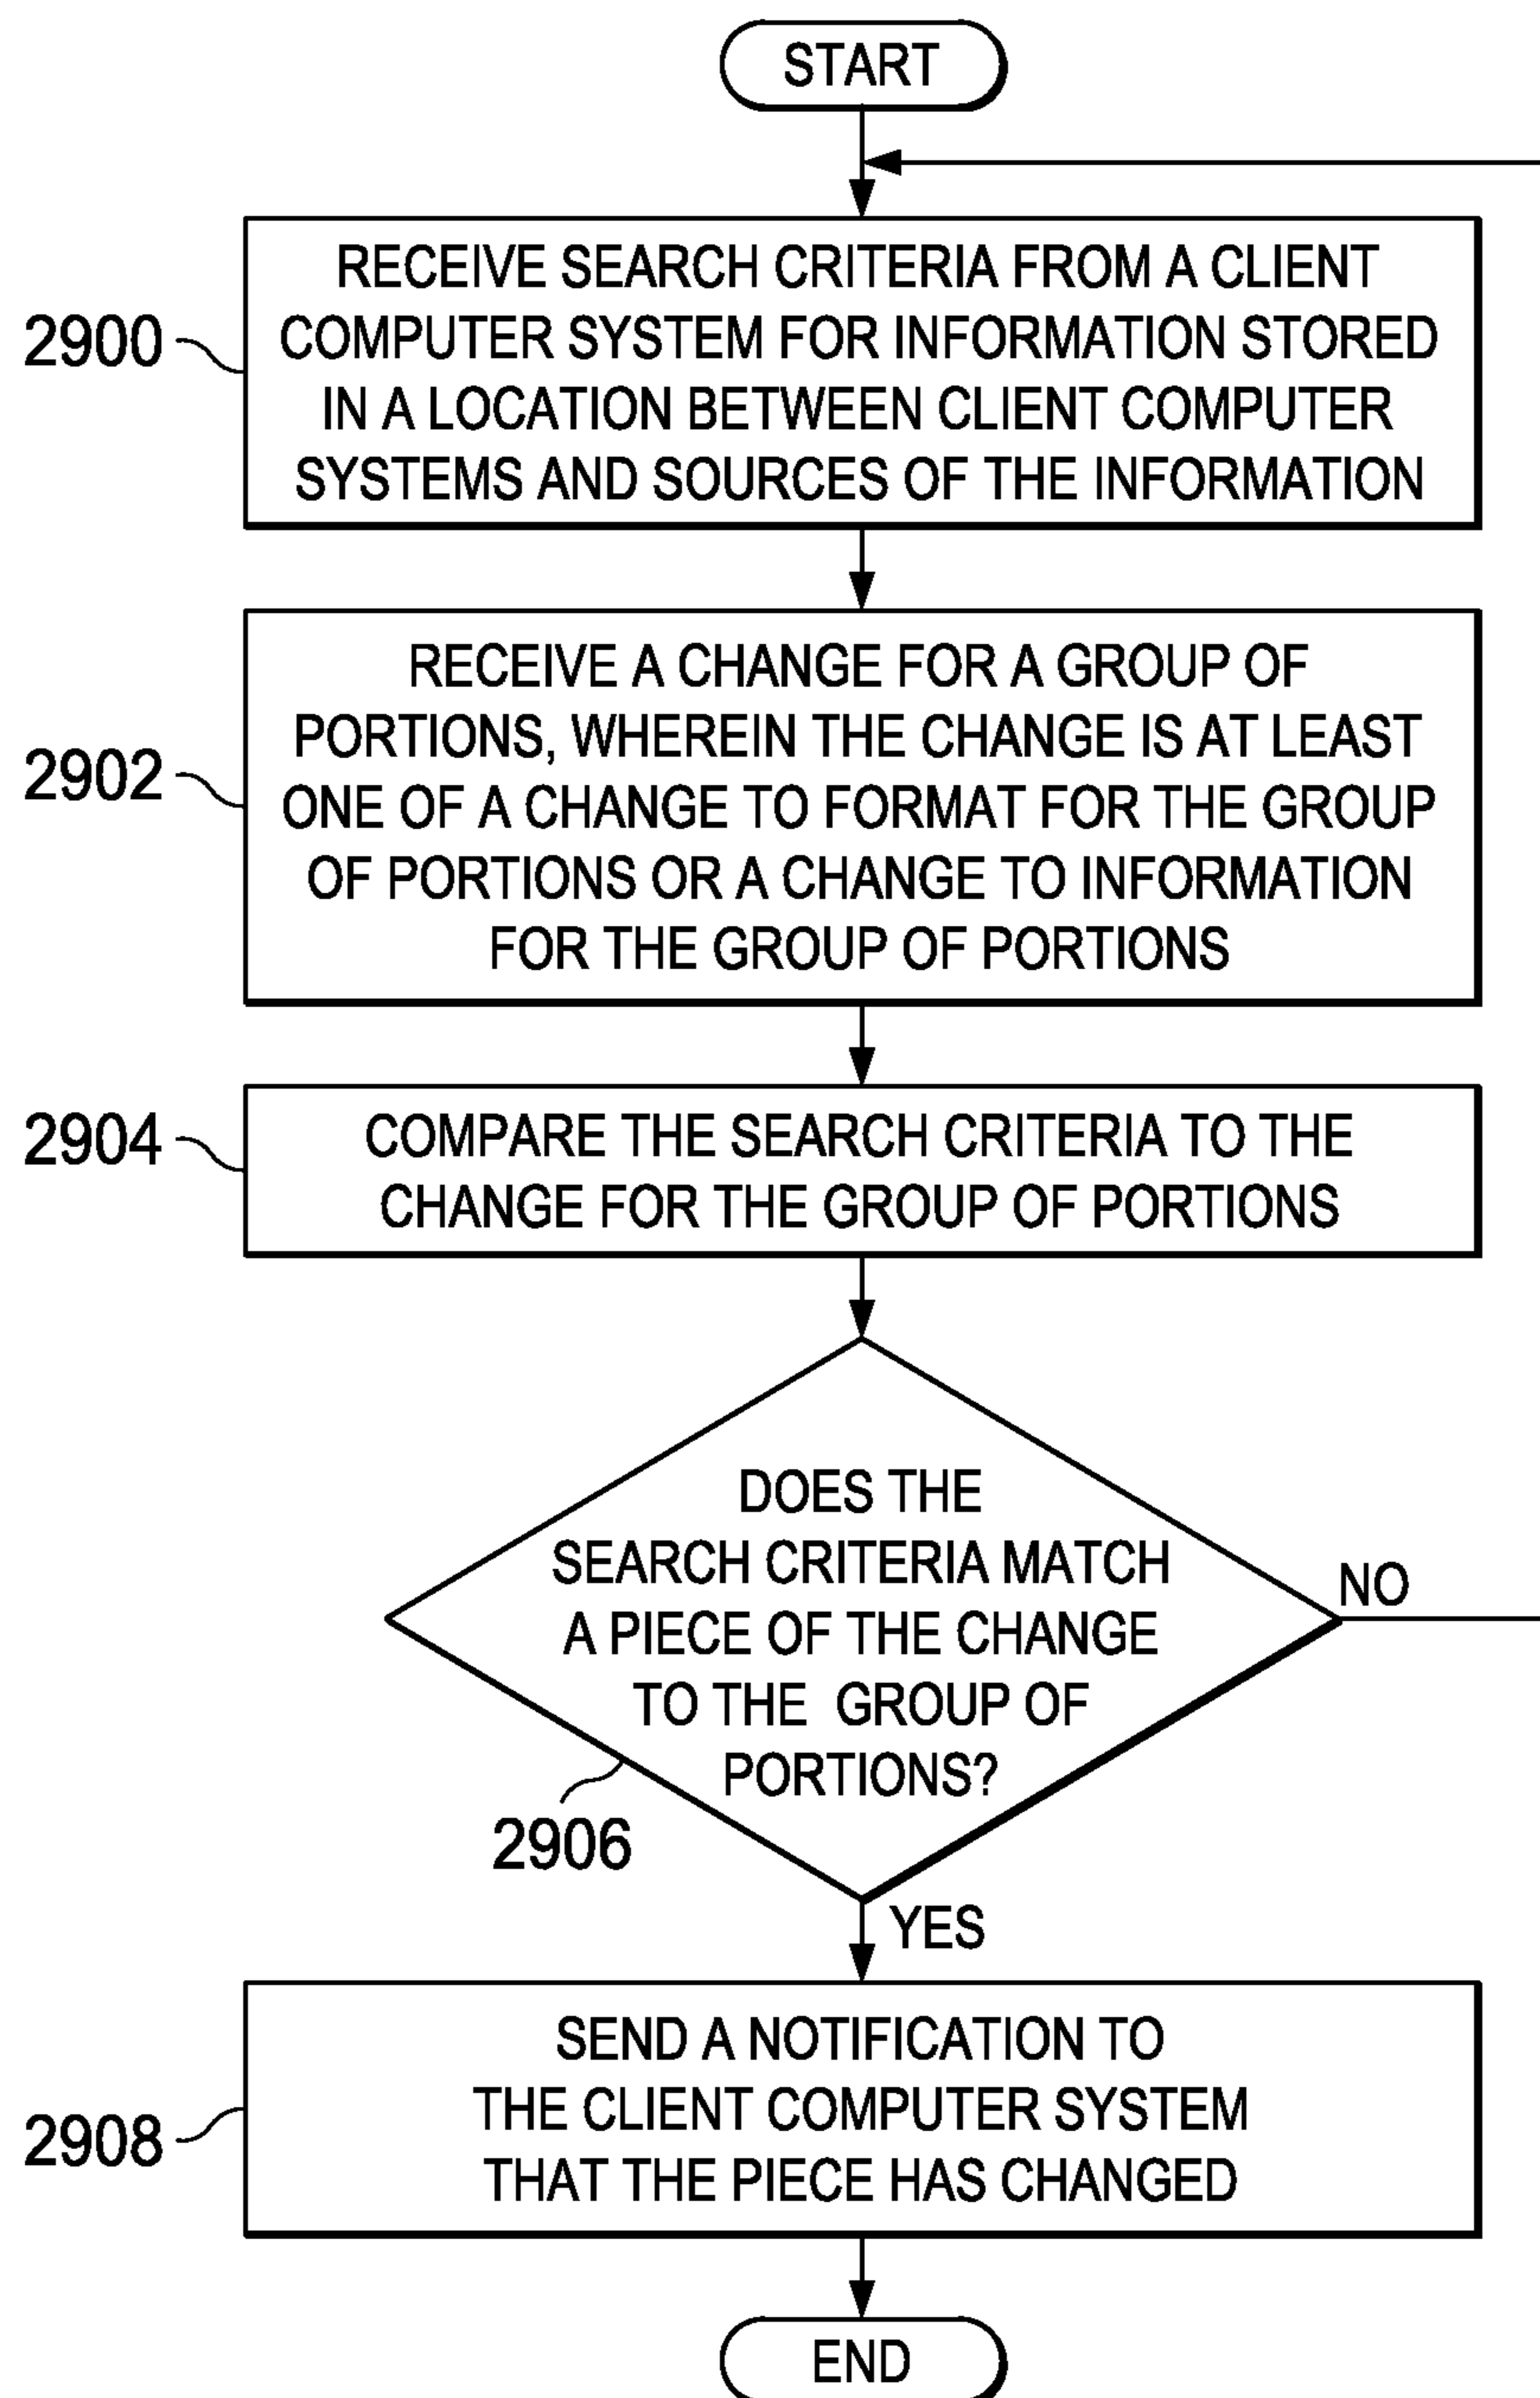 START
RECEIVE SEARCH CRITERIA FROM A CLIENT
COMPUTER SYSTEM FOR INFORMATION STORED
IN A LOCATION BETWEEN CLIENT COMPUTER
SYSTEMS AND SOURCES OF THE INFORMATION
2900
RECEIVE A CHANGE FOR A GROUP OF
PORTIONS, WHEREIN THE CHANGE IS AT LEAST
ONE OF A CHANGE TO FORMAT FOR THE GROUP
OF PORTIONS OR A CHANGE TO INFORMATION
FOR THE GROUP OF PORTIONS
2902
COMPARE THE SEARCH CRITERIA TO THE
CHANGE FOR THE GROUP OF PORTIONS
2904
DOES THE
SEARCH CRITERIA MATCH
A PIECE OF THE CHANGE
TO THE GROUP OF
PORTIONS?
NO
2906
YES
SEND A NOTIFICATION TO
THE CLIENT COMPUTER SYSTEM
THAT THE PIECE HAS CHANGED
2908
END